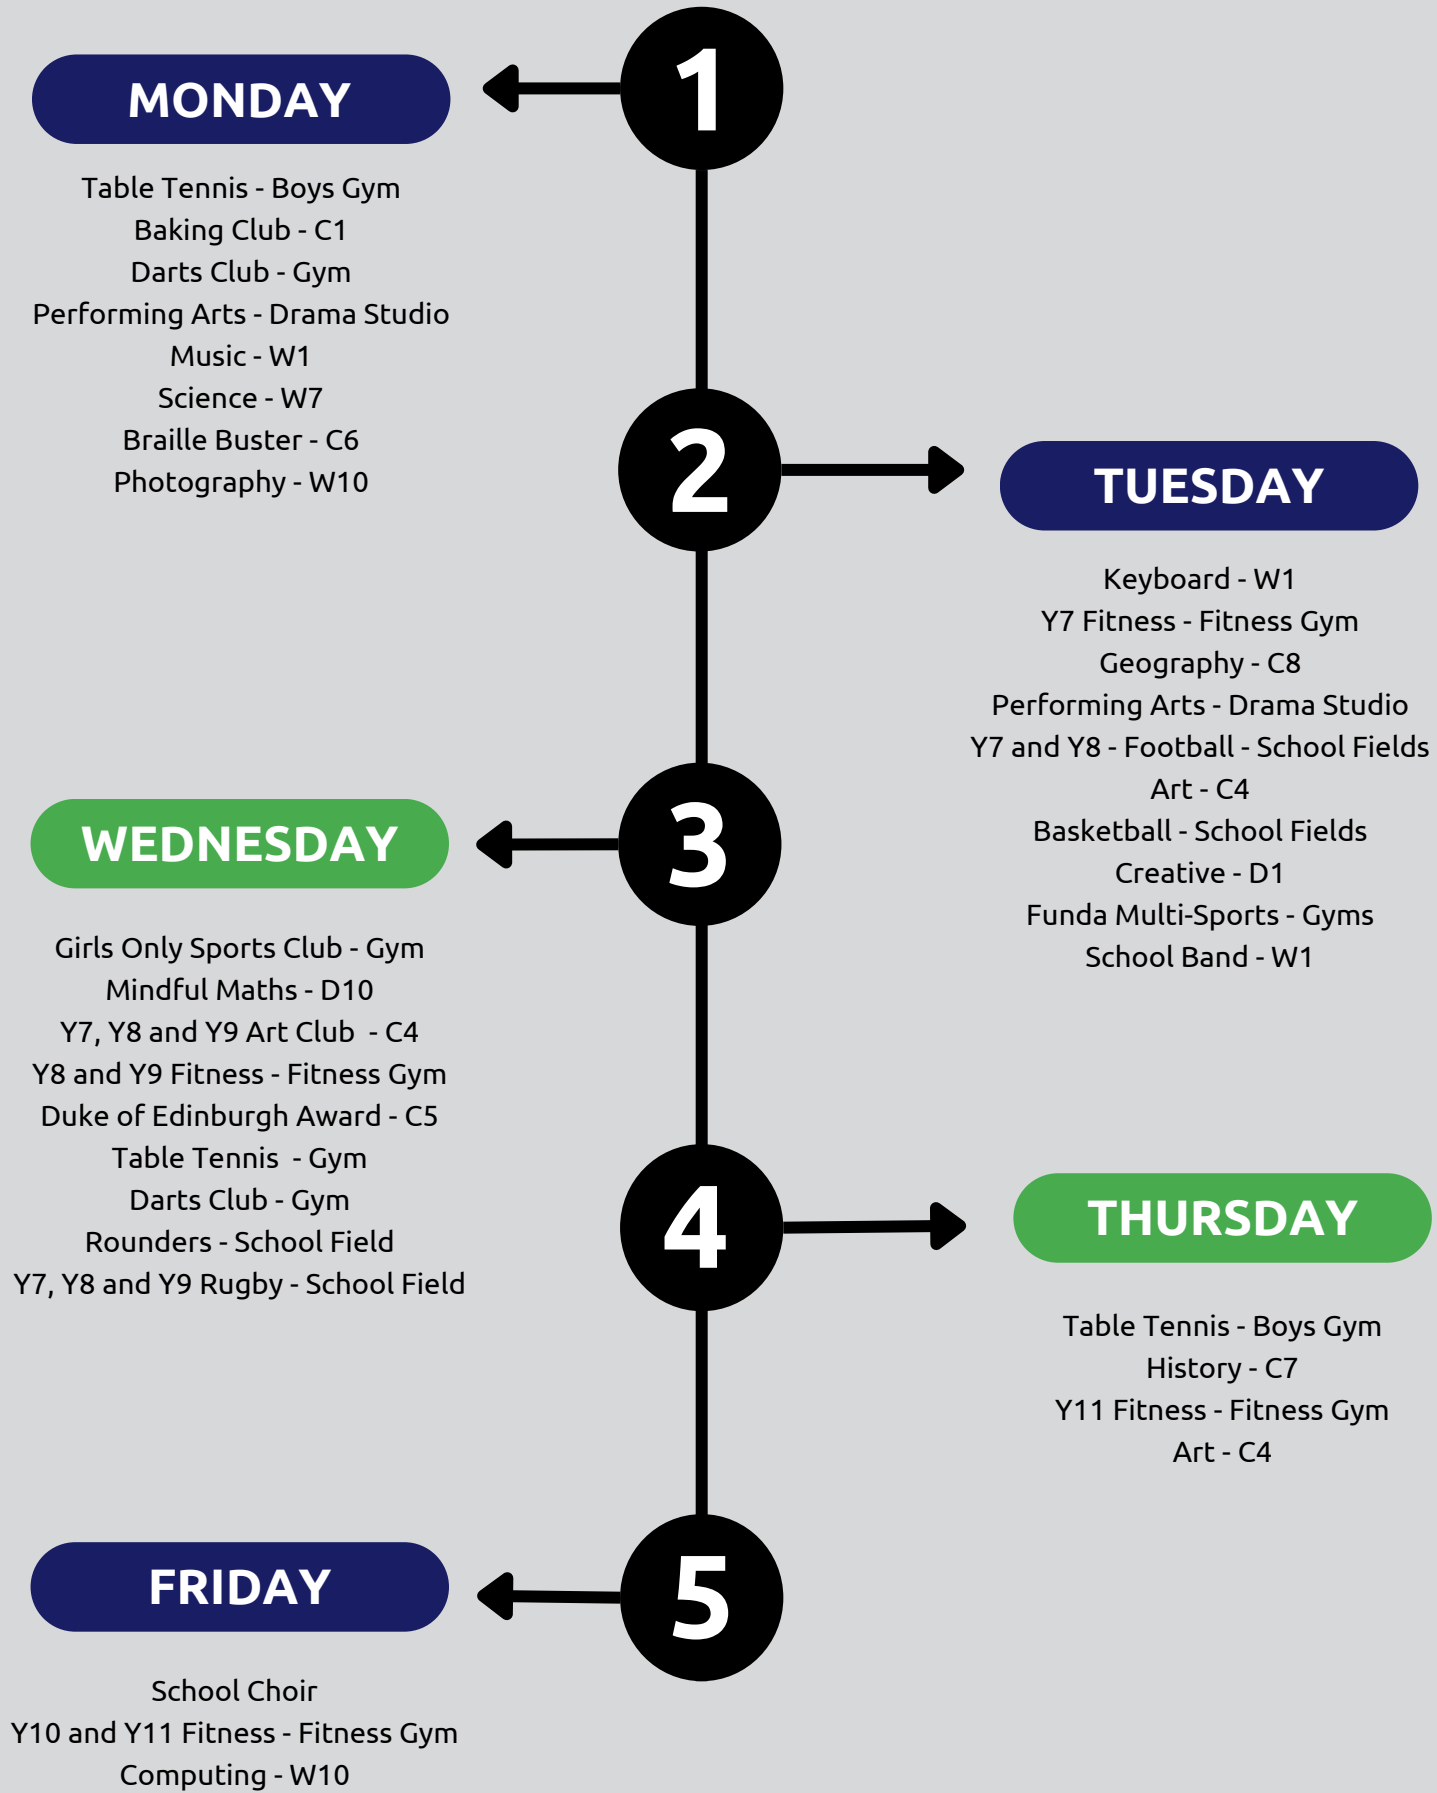 1
MONDAY
Table Tennis - Boys Gym
Baking Club - C1
Darts Club - Gym
Performing Arts - Drama Studio
Music - W1
Science - W7
Braille Buster - C6
Photography - W10
2
TUESDAY
Keyboard - W1
Y7 Fitness - Fitness Gym
Geography - C8
Performing Arts - Drama Studio
Y7 and Y8 - Football - School Fields
Art - C4
Basketball - School Fields
Creative - D1
Funda Multi-Sports - Gyms
School Band - W1
3
WEDNESDAY
Girls Only Sports Club - Gym
Mindful Maths - D10
Y7, Y8 and Y9 Art Club  - C4
Y8 and Y9 Fitness - Fitness Gym
Duke of Edinburgh Award - C5
Table Tennis  - Gym
Darts Club - Gym
Rounders - School Field
Y7, Y8 and Y9 Rugby - School Field
4
THURSDAY
Table Tennis - Boys Gym
History - C7
Y11 Fitness - Fitness Gym
Art - C4
5
FRIDAY
School Choir
Y10 and Y11 Fitness - Fitness Gym
Computing - W10